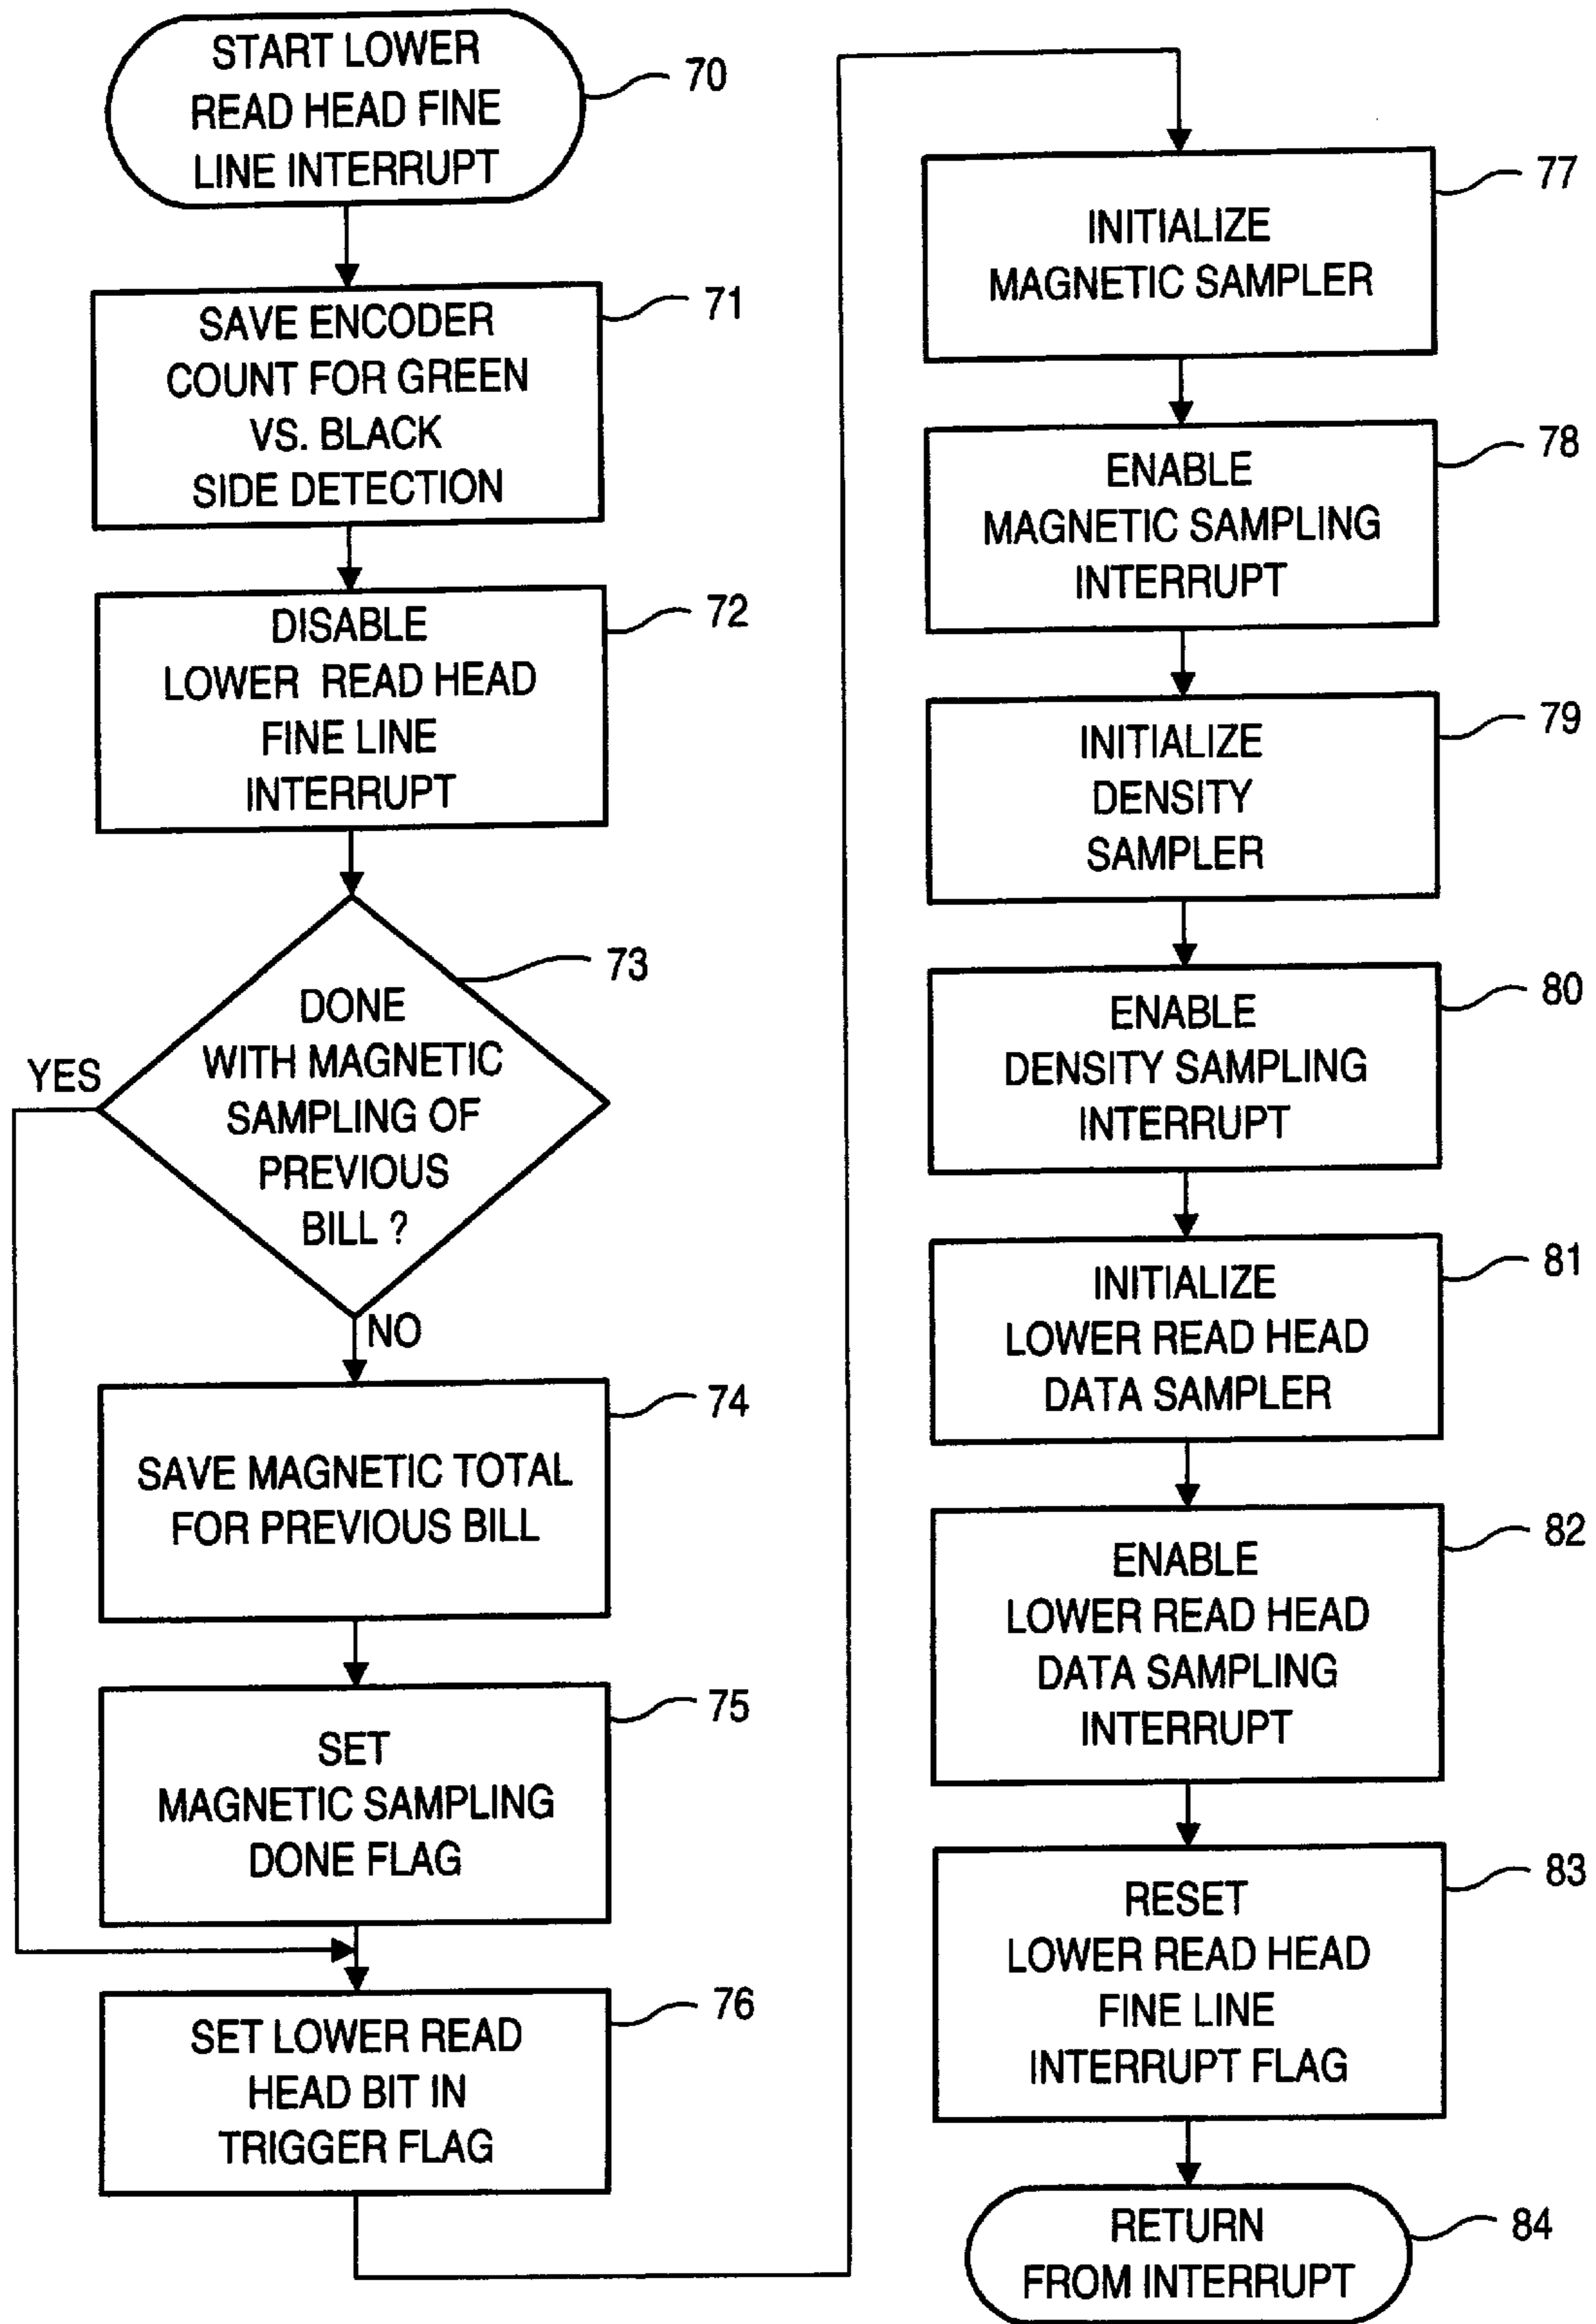 START LOWER
READ HEAD FINE
LINE INTERRUPT
70
SAVE ENCODER
COUNT FOR GREEN
VS. BLACK
SIDE DETECTION
71
DISABLE
LOWER READ HEAD
FINE LINE
INTERRUPT
72
DONE
WITH MAGNETIC
SAMPLING OF
PREVIOUS
BILL ?
73
YES
NO
SAVE MAGNETIC TOTAL
FOR PREVIOUS BILL
74
SET
MAGNETIC SAMPLING
DONE FLAG
75
SET LOWER READ
HEAD BIT IN
TRIGGER FLAG
76
INITIALIZE
MAGNETIC SAMPLER
77
ENABLE
MAGNETIC SAMPLING
INTERRUPT
78
INITIALIZE
DENSITY
SAMPLER
79
ENABLE
DENSITY SAMPLING
INTERRUPT
80
INITIALIZE
LOWER READ HEAD
DATA SAMPLER
81
ENABLE
LOWER READ HEAD
DATA SAMPLING
INTERRUPT
82
RESET
LOWER READ HEAD
FINE LINE
INTERRUPT FLAG
83
RETURN
FROM INTERRUPT
84